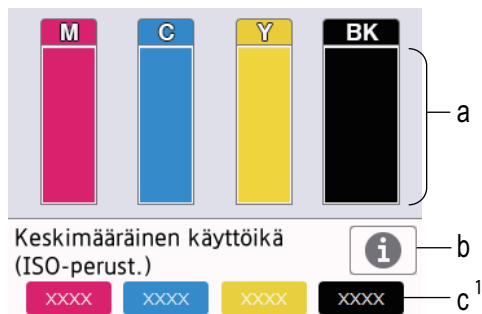 M C Y BK
a
Keskimääräinen käyttöikä
(ISO-perust.)
i
b
XXXX XXXX XXXX XXXX
c 1